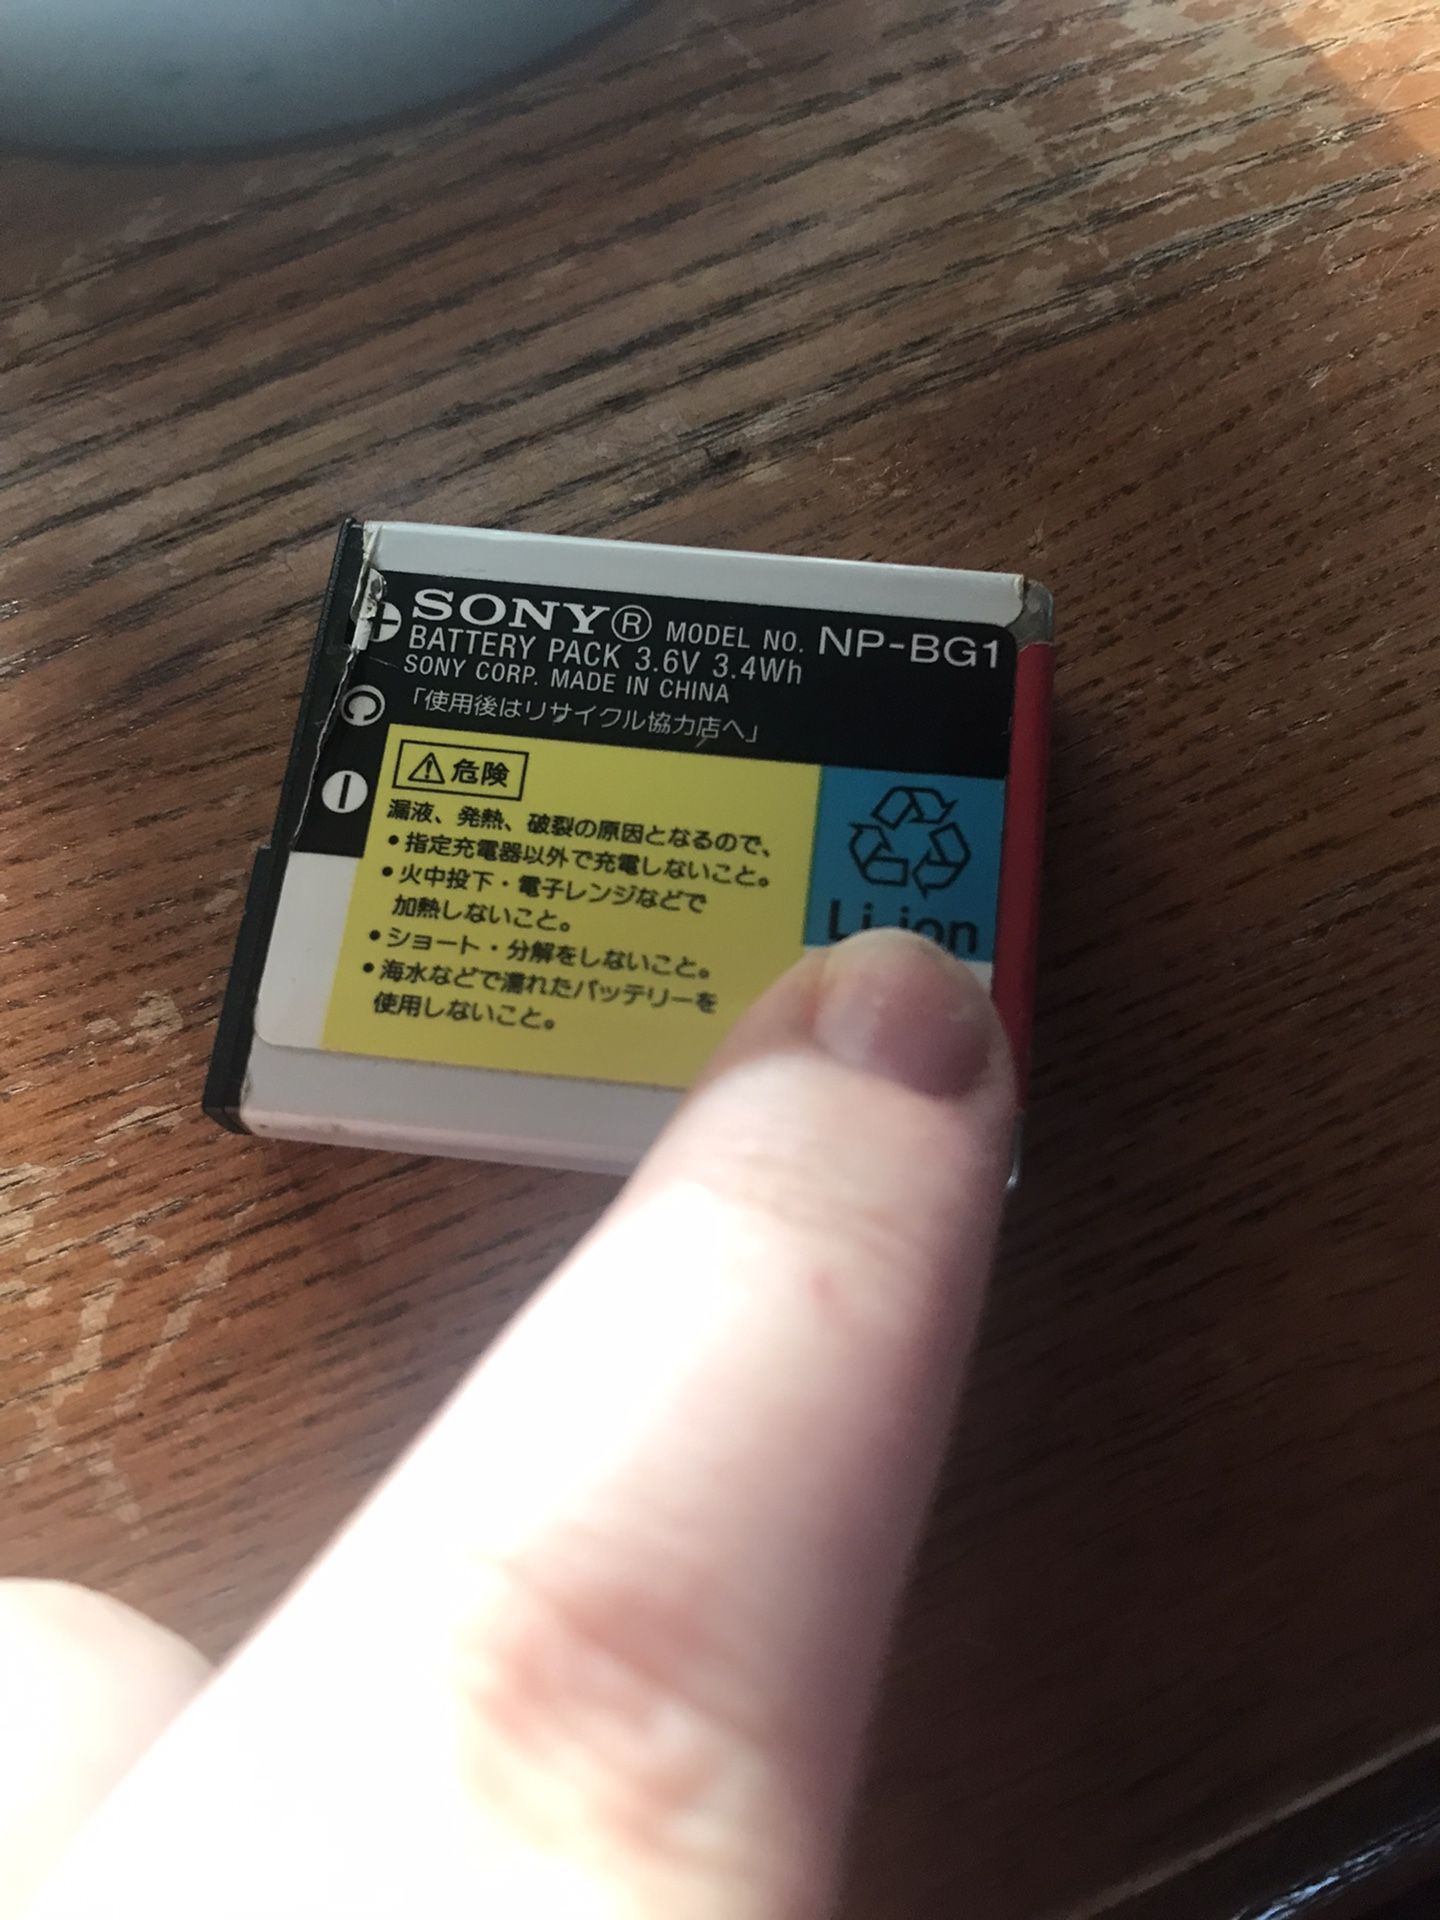 SONY® MODEL NO. NP-BG1
BATTERY PACK 3.6V 3.4Wh
SONY CORP. MADE IN CHINA
「使用後はリサイクル協力店へ」
危険
漏液、発熱、破裂の原因となるので、
•指定充電器以外で充電しないこと。
•火中投下・電子レンジなどで
加熱しないこと。
•ショート・分解をしないこと。
•海水などで濡れたバッテリーを
使用しないこと。
Li-ion